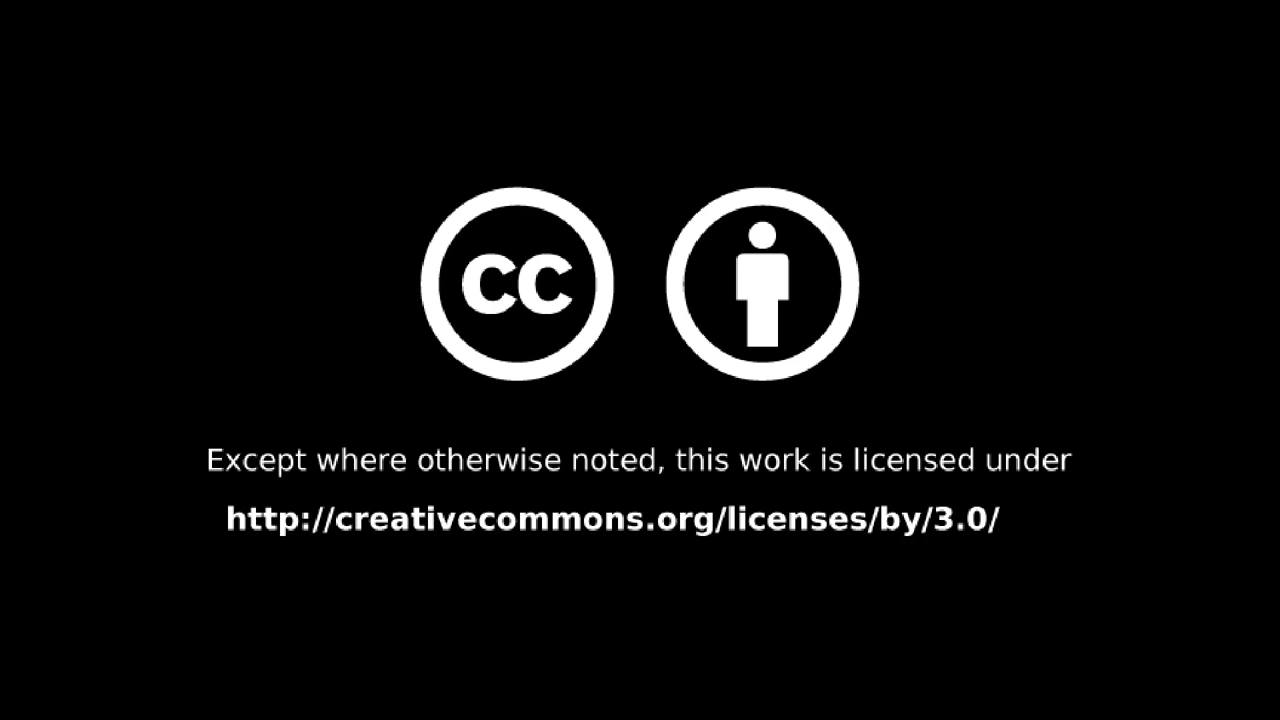 cc
Except where otherwise noted, this work is licensed under
http://creativecommons.org/licenses/by/3.0/